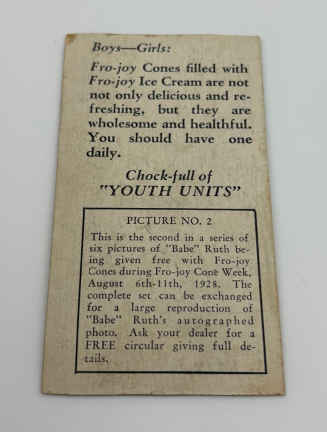 Boys—Girls:
Fro-joy Cones filled with
Fro-joy Ice Cream are not
not only delicious and re-
freshing, but they are
wholesome and healthful.
You should have one
daily.
Chock-full of
"YOUTH UNITS"
PICTURE NO. 2
This is the second in a series of
six pictures of "Babe" Ruth be-
ing given free with Fro-joy
Cones during Fro-joy Cone Week,
August 6th-11th, 1928. The
complete set can be exchanged
for a large reproduction of
"Babe" Ruth's autographed
photo. Ask your dealer for a
FREE circular giving full de-
tails.